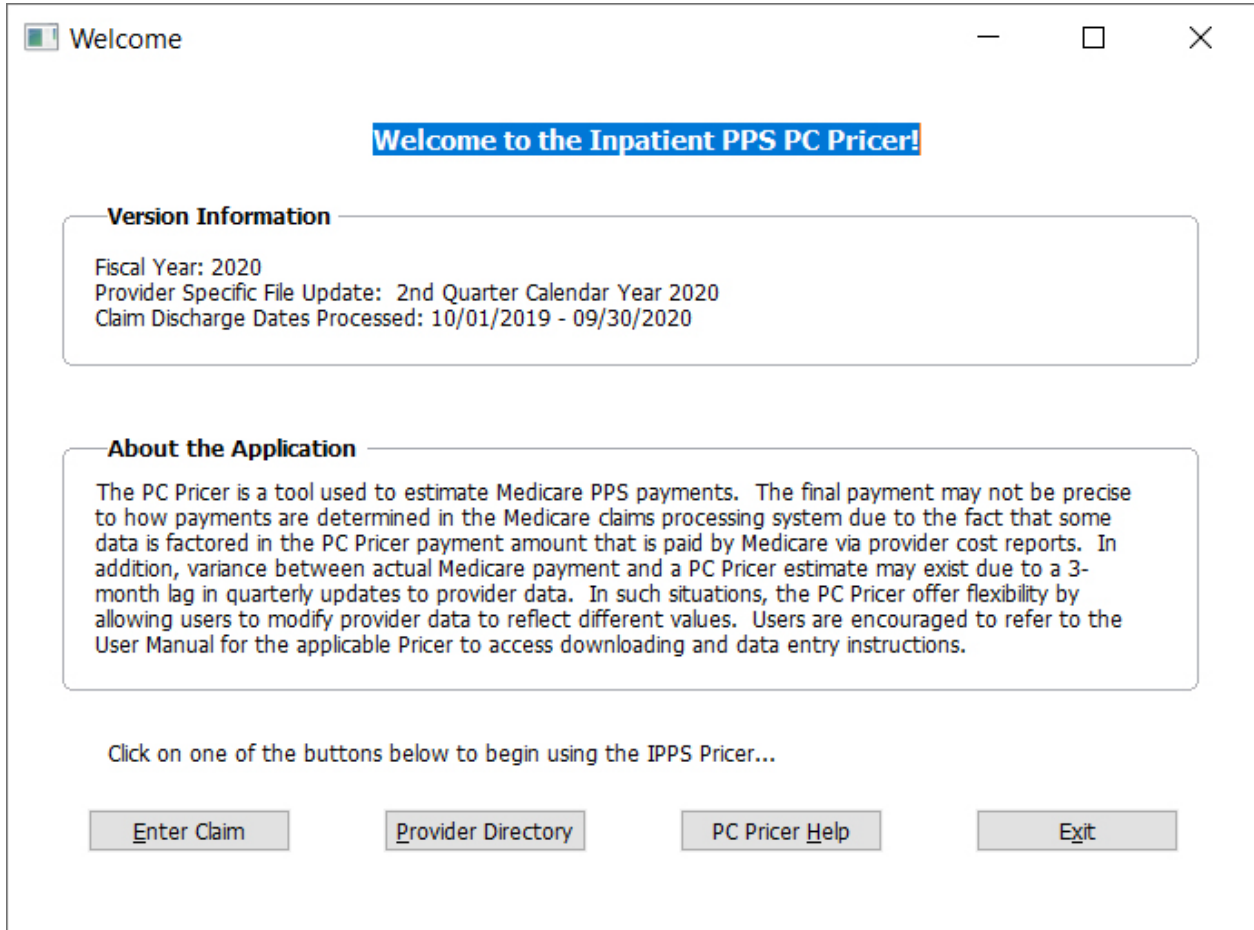 Welcome
Welcome to the Inpatient PPS PC Pricer!
Version Information
Fiscal Year: 2020
Provider Specific File Update:  2nd Quarter Calendar Year 2020
Claim Discharge Dates Processed: 10/01/2019 - 09/30/2020
About the Application
The PC Pricer is a tool used to estimate Medicare PPS payments.  The final payment may not be precise
to how payments are determined in the Medicare claims processing system due to the fact that some
data is factored in the PC Pricer payment amount that is paid by Medicare via provider cost reports.  In
addition, variance between actual Medicare payment and a PC Pricer estimate may exist due to a 3-
month lag in quarterly updates to provider data.  In such situations, the PC Pricer offer flexibility by
allowing users to modify provider data to reflect different values.  Users are encouraged to refer to the
User Manual for the applicable Pricer to access downloading and data entry instructions.
Click on one of the buttons below to begin using the IPPS Pricer...
Enter Claim
Provider Directory
PC Pricer Help
Exit